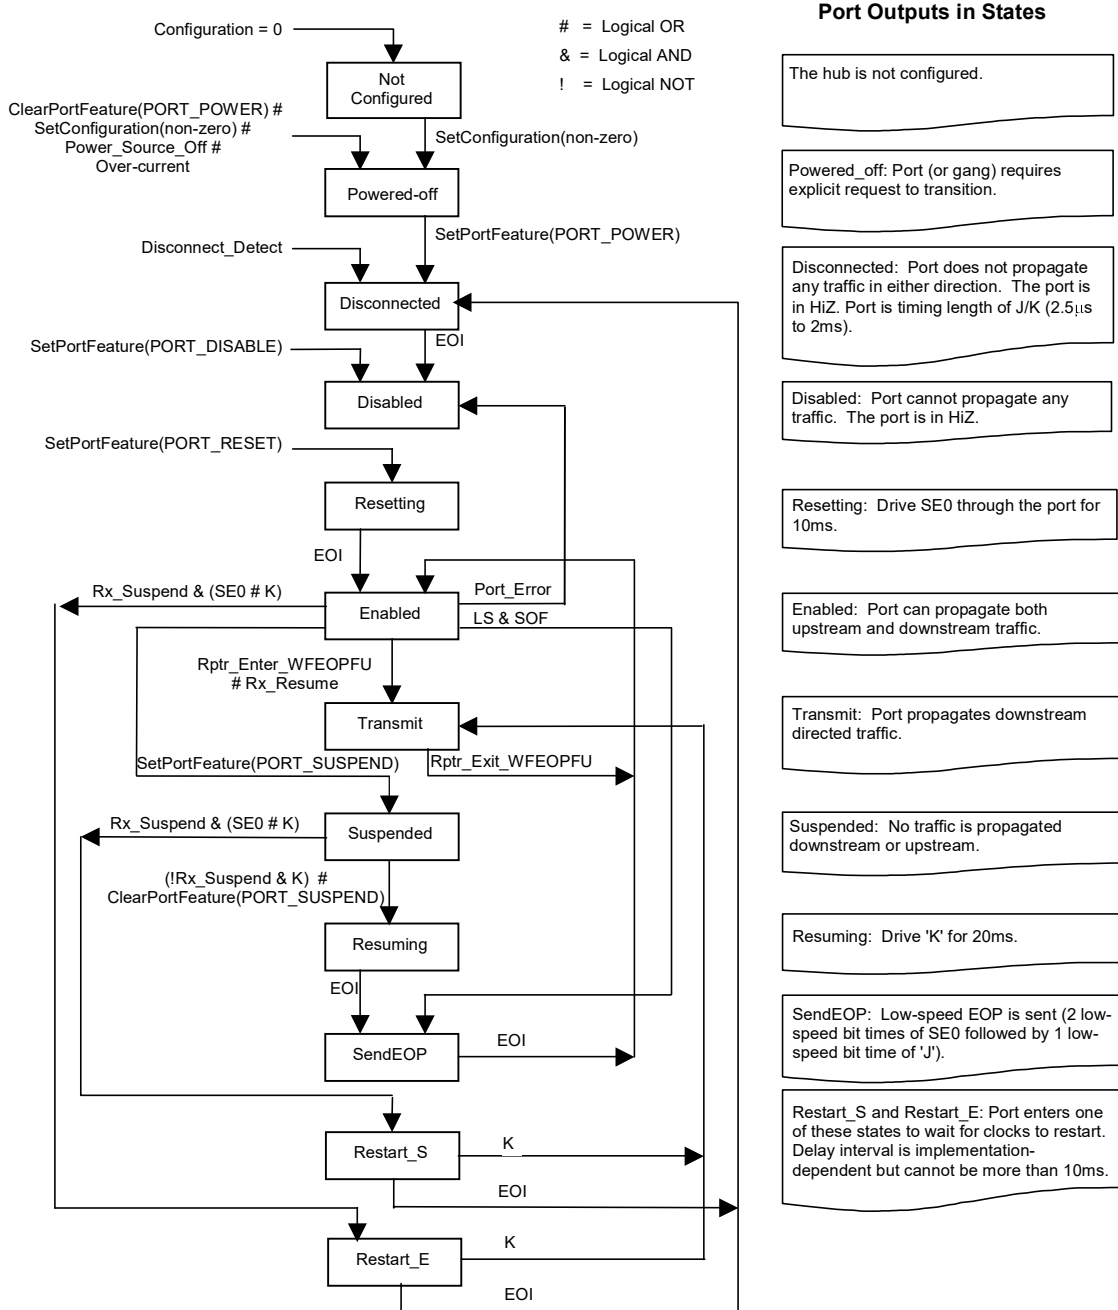 Configuration = 0
# = Logical OR
& = Logical AND
! = Logical NOT
Port Outputs in States
Not
Configured
The hub is not configured.
ClearPortFeature(PORT_POWER) #
SetConfiguration(non-zero) #
Power_Source_Off #
Over-current
SetConfiguration(non-zero)
Powered-off
Powered_off: Port (or gang) requires
explicit request to transition.
SetPortFeature(PORT_POWER)
Disconnect_Detect
Disconnected
Disconnected: Port does not propagate
any traffic in either direction. The port is
in HiZ. Port is timing length of J/K (2.5µs
to 2ms).
EOI
SetPortFeature(PORT_DISABLE)
Disabled
Disabled: Port cannot propagate any
traffic. The port is in HiZ.
SetPortFeature(PORT_RESET)
Resetting
Resetting: Drive SE0 through the port for
10ms.
EOI
Rx_Suspend & (SE0 # K)
Port_Error
Enabled
LS & SOF
Enabled: Port can propagate both
upstream and downstream traffic.
Rptr_Enter_WFEOPFU
# Rx_Resume
Transmit
Transmit: Port propagates downstream
directed traffic.
SetPortFeature(PORT_SUSPEND)
Rptr_Exit_WFEOPFU
Rx_Suspend & (SE0 # K)
Suspended
Suspended: No traffic is propagated
downstream or upstream.
(!Rx_Suspend & K) #
ClearPortFeature(PORT_SUSPEND)
Resuming
Resuming: Drive 'K' for 20ms.
EOI
SendEOP
EOI
SendEOP: Low-speed EOP is sent (2 low-
speed bit times of SE0 followed by 1 low-
speed bit time of 'J').
Restart_S
K
EOI
Restart_S and Restart_E: Port enters one
of these states to wait for clocks to restart.
Delay interval is implementation-
dependent but cannot be more than 10ms.
Restart_E
K
EOI